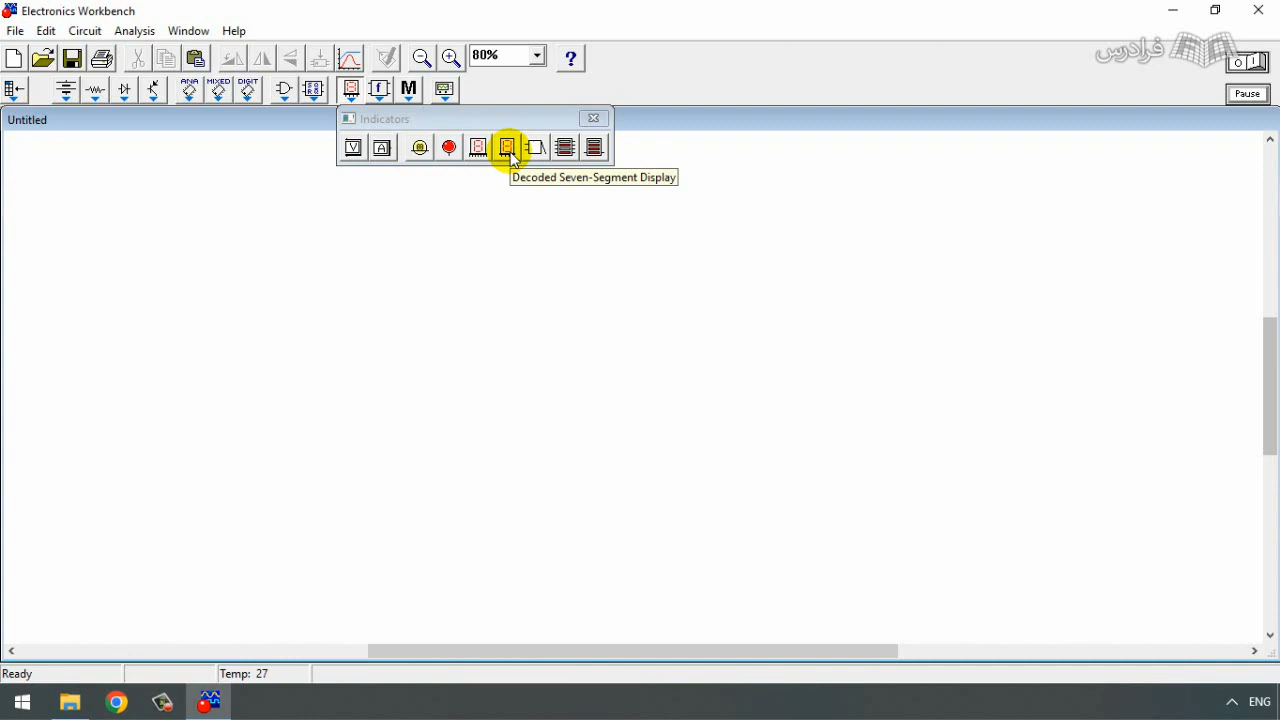 Electronics Workbench
File Edit Circuit Analysis Window Help
80%
?
فرادرس
ANA MIXED DIGIT
f M
Pause
Untitled
Indicators
V A
Decoded Seven-Segment Display
Ready Temp: 27
ENG